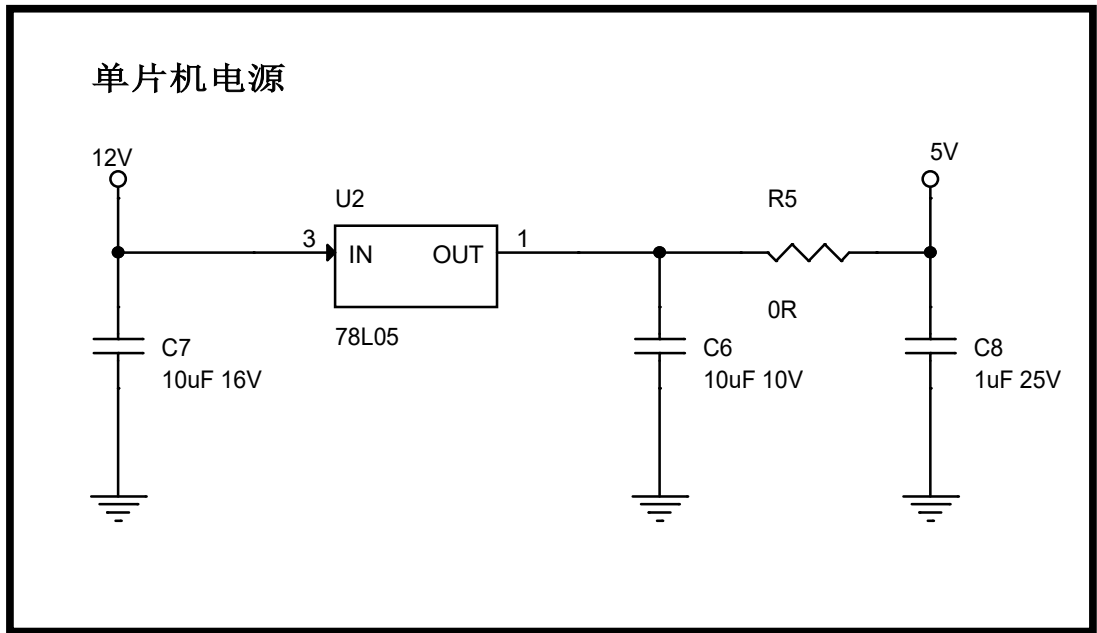 单片机电源
12V
5V
U2
R5
3
IN
OUT
1
0R
78L05
C7
10uF 16V
C6
10uF 10V
C8
1uF 25V